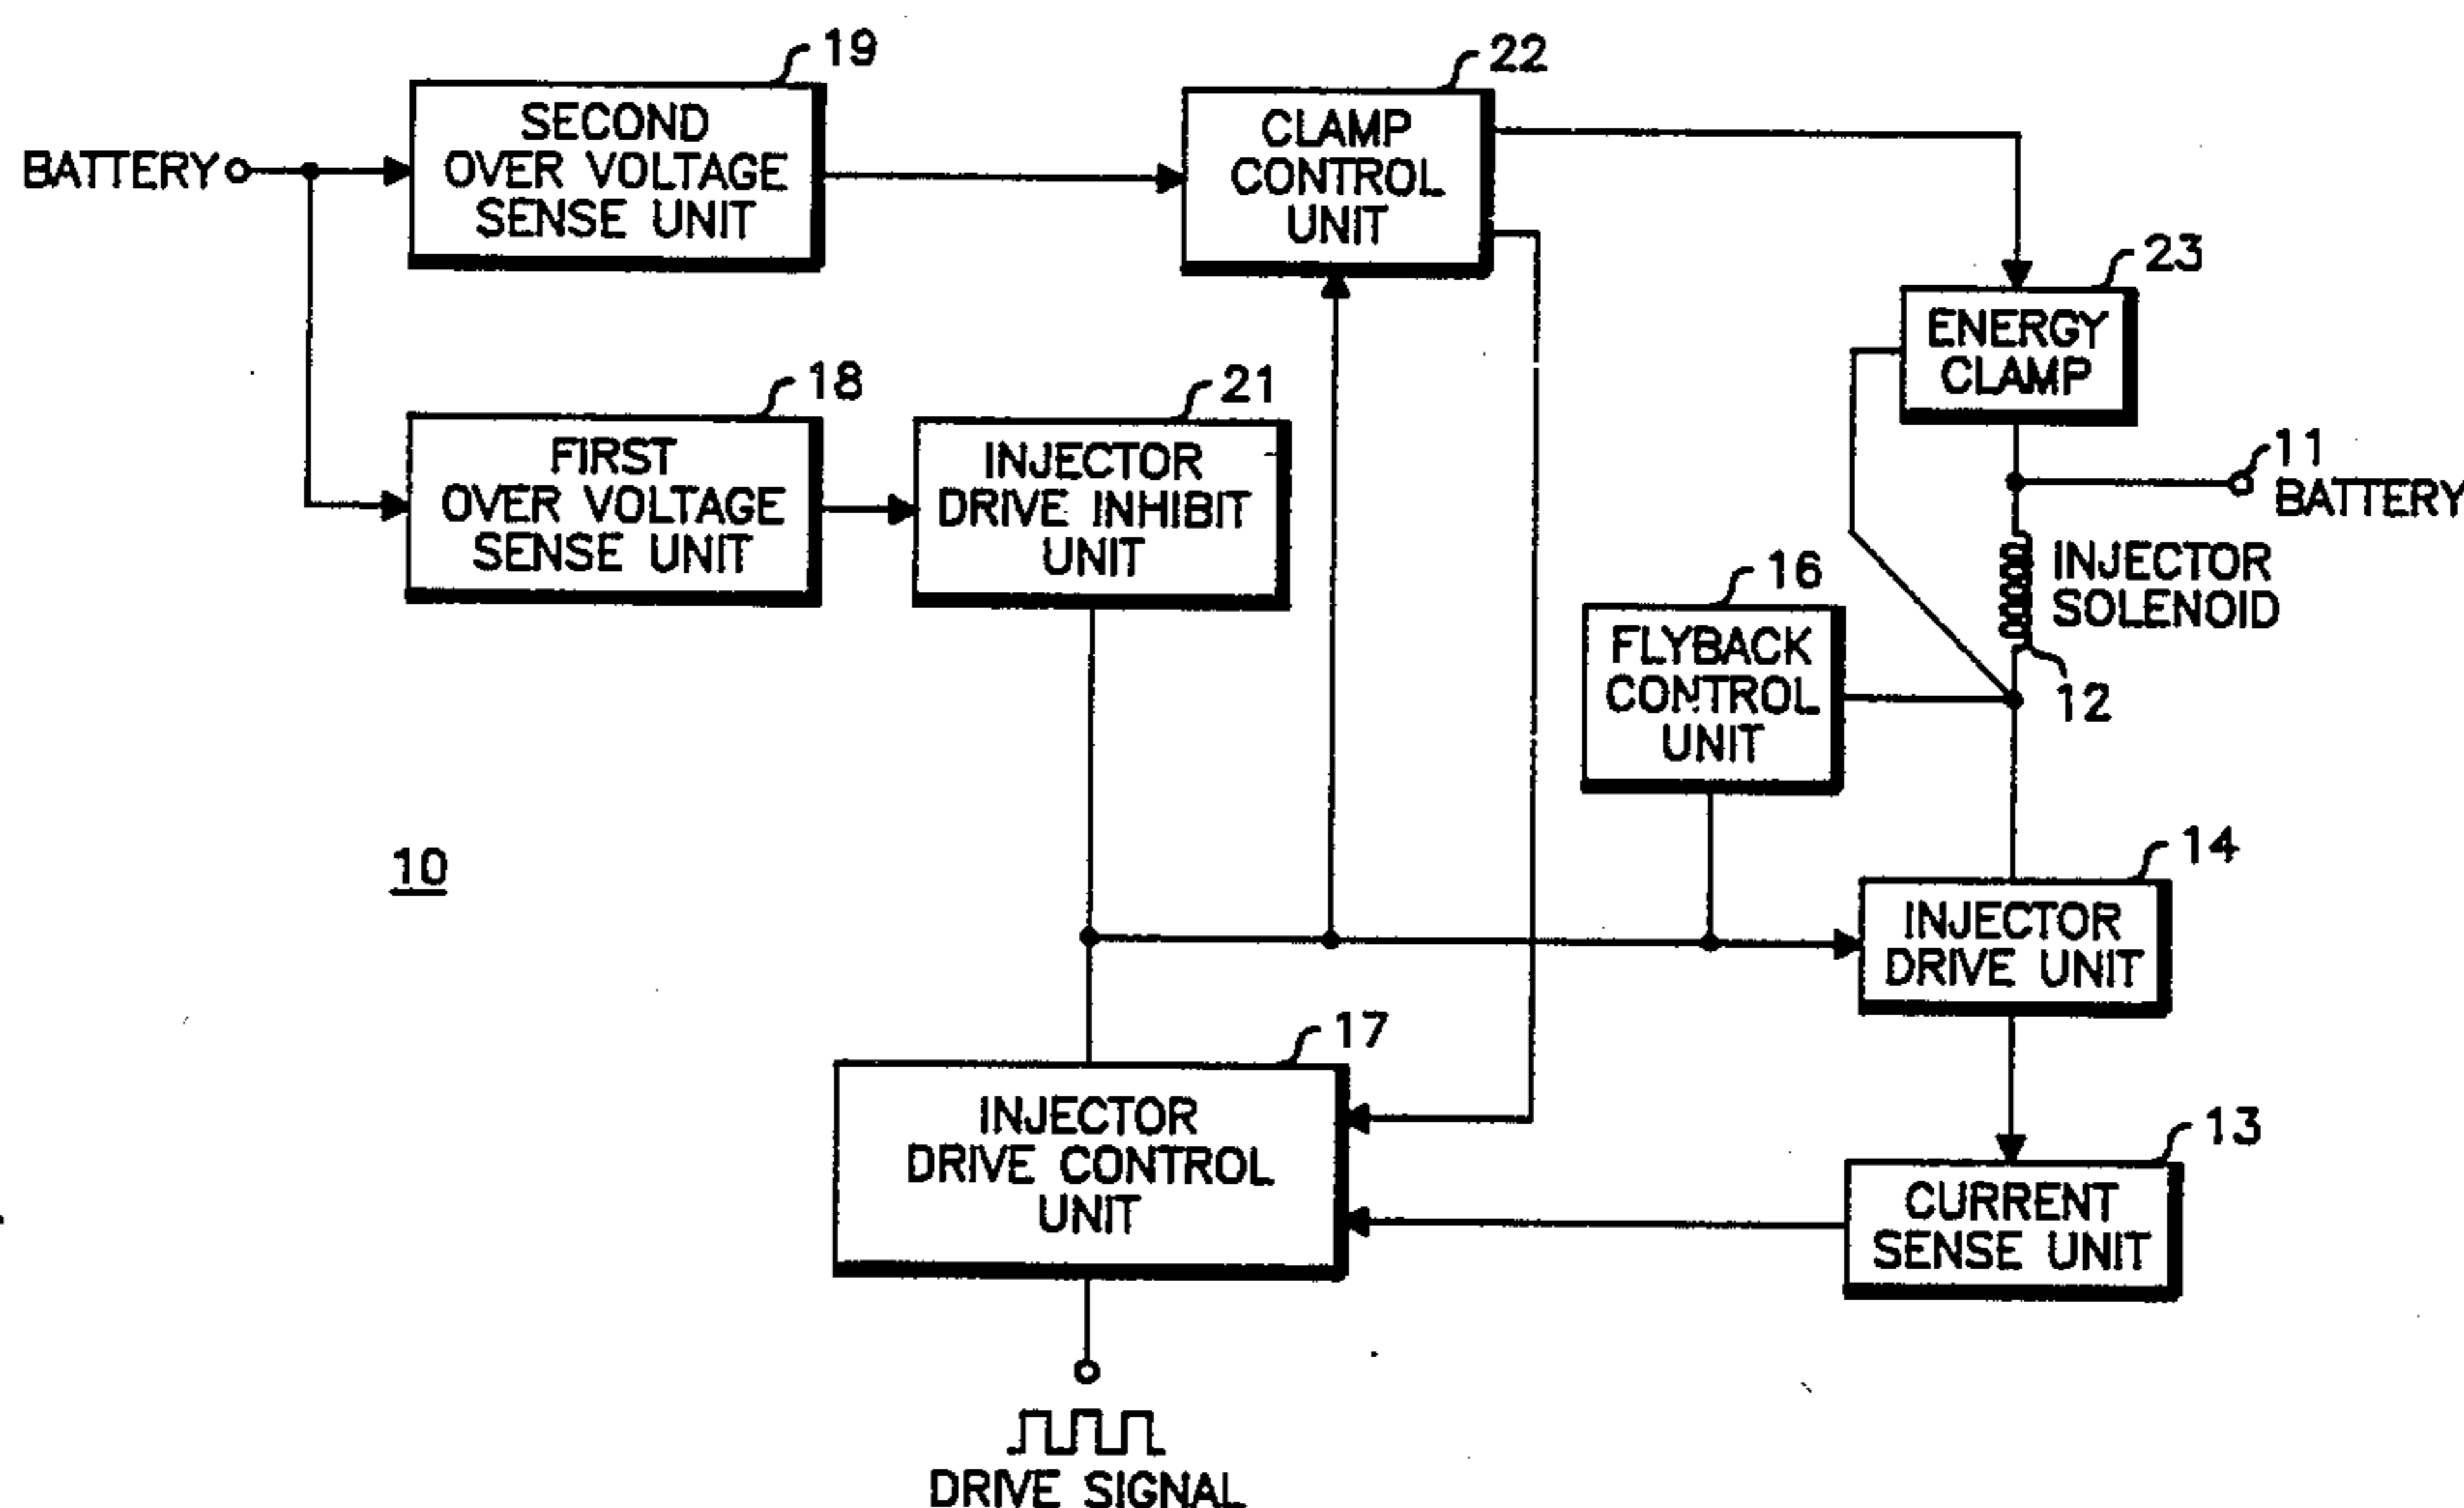 19
SECOND
OVER VOLTAGE
SENSE UNIT
BATTERY
22
CLAMP
CONTROL
UNIT
23
ENERGY
CLAMP
11
BATTERY
18
FIRST
OVER VOLTAGE
SENSE UNIT
21
INJECTOR
DRIVE INHIBIT
UNIT
16
FLYBACK
CONTROL
UNIT
INJECTOR
SOLENOID
12
10
14
INJECTOR
DRIVE UNIT
17
INJECTOR
DRIVE CONTROL
UNIT
13
CURRENT
SENSE UNIT
DRIVE SIGNAL